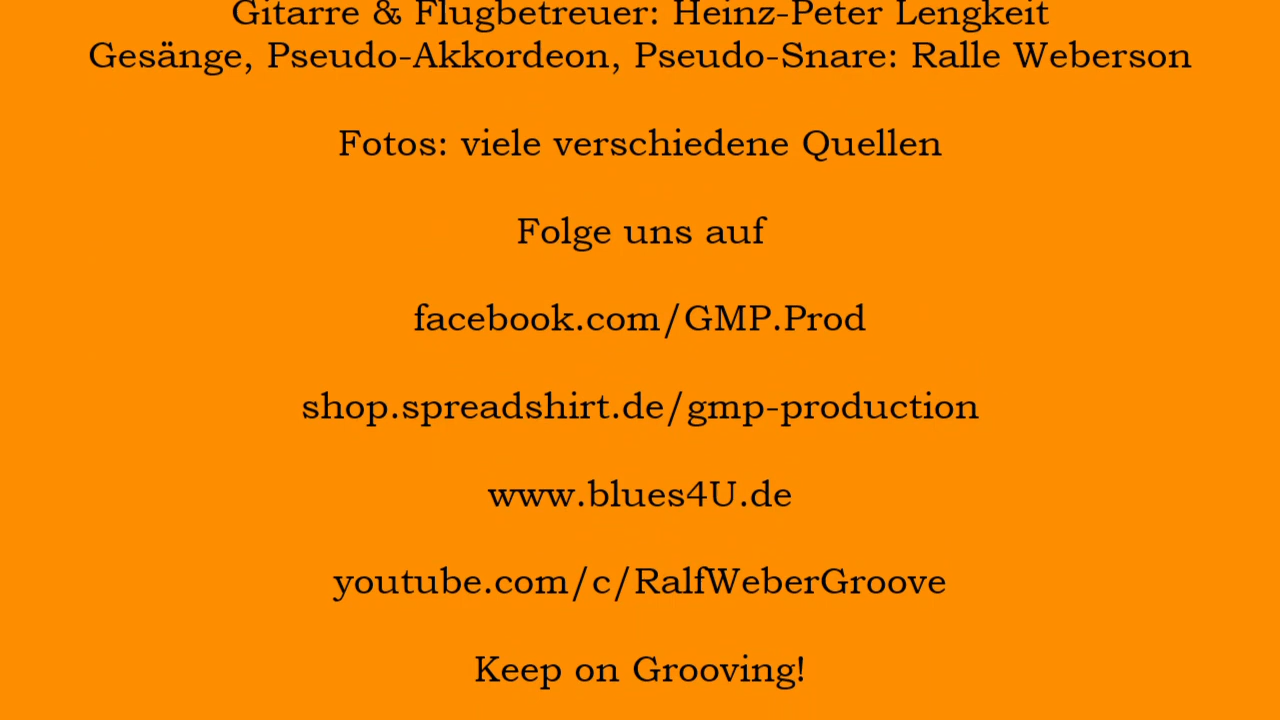 Gitarre & Flugbetreuer: Heinz-Peter Lengkeit
Gesänge, Pseudo-Akkordeon, Pseudo-Snare: Ralle Weberson
Fotos: viele verschiedene Quellen
Folge uns auf
facebook.com/GMP.Prod
shop.spreadshirt.de/gmp-production
www.blues4U.de
youtube.com/c/RalfWeberGroove
Keep on Grooving!